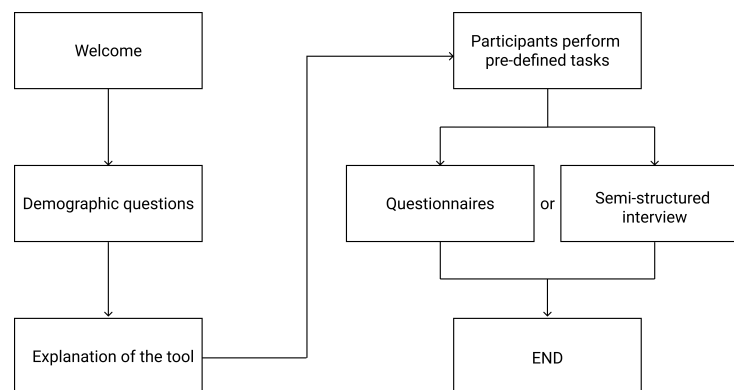 Welcome
Demographic questions
Explanation of the tool
Participants perform
pre-defined tasks
Questionnaires
or
Semi-structured
interview
END